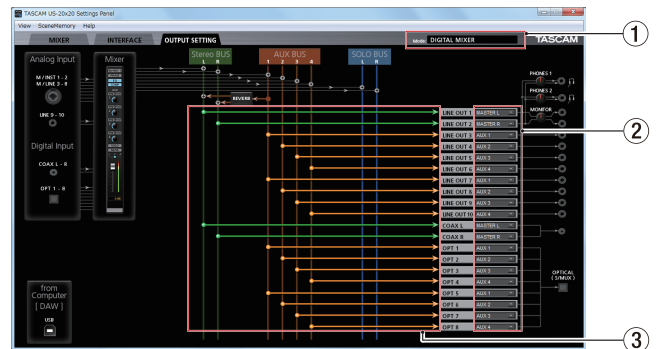 TASCAM US-20x20 Settings Panel
View SceneMemory Help
MIXER INTERFACE OUTPUT SETTING
Mode: DIGITAL MIXER
TASCAM
1
Analog Input
M/INST 1 - 2
M/LINE 3 - 8
LINE 9 - 10
Digital Input
COAX L - R
OPT 1 - 8
Mixer
Stereo BUS
L R
AUX BUS
1 2 3 4
SOLO BUS
L R
REVERB
PHONES 1
PHONES 2
MONITOR
LINE OUT 1 MASTER L
LINE OUT 2 MASTER R
2
LINE OUT 3 AUX 1
LINE OUT 4 AUX 2
LINE OUT 5 AUX 3
LINE OUT 6 AUX 4
LINE OUT 7 AUX 1
LINE OUT 8 AUX 2
LINE OUT 9 AUX 3
LINE OUT 10 AUX 4
COAX L MASTER L
COAX R MASTER R
OPT 1 AUX 1
OPT 2 AUX 2
OPT 3 AUX 3
OPT 4 AUX 4
OPT 5 AUX 1
OPT 6 AUX 2
OPT 7 AUX 3
OPT 8 AUX 4
OPTICAL
(S/MUX)
from
Computer
[ DAW ]
USB
3